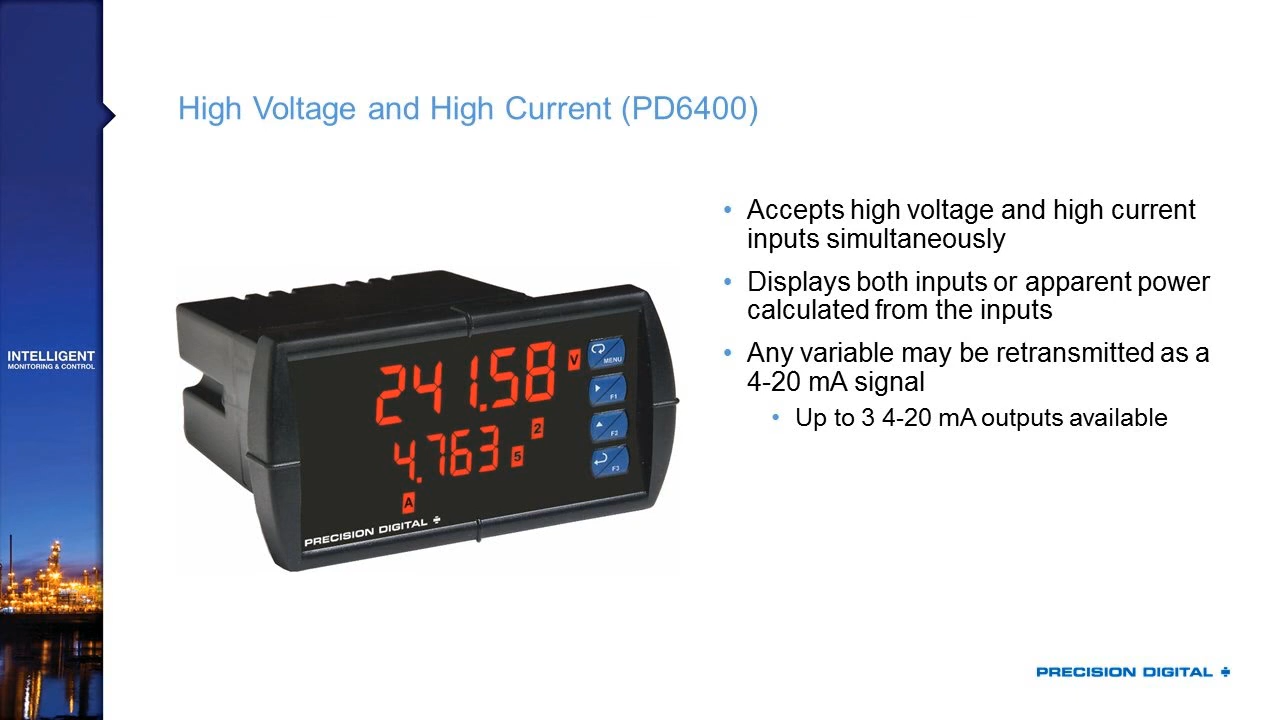 High Voltage and High Current (PD6400)
INTELLIGENT
MONITORING & CONTROL
241.58 V
4.763 5 2
A
MENU
F1
F2
F3
PRECISION DIGITAL
• Accepts high voltage and high current
inputs simultaneously
• Displays both inputs or apparent power
calculated from the inputs
• Any variable may be retransmitted as a
4-20 mA signal
• Up to 3 4-20 mA outputs available
PRECISION DIGITAL